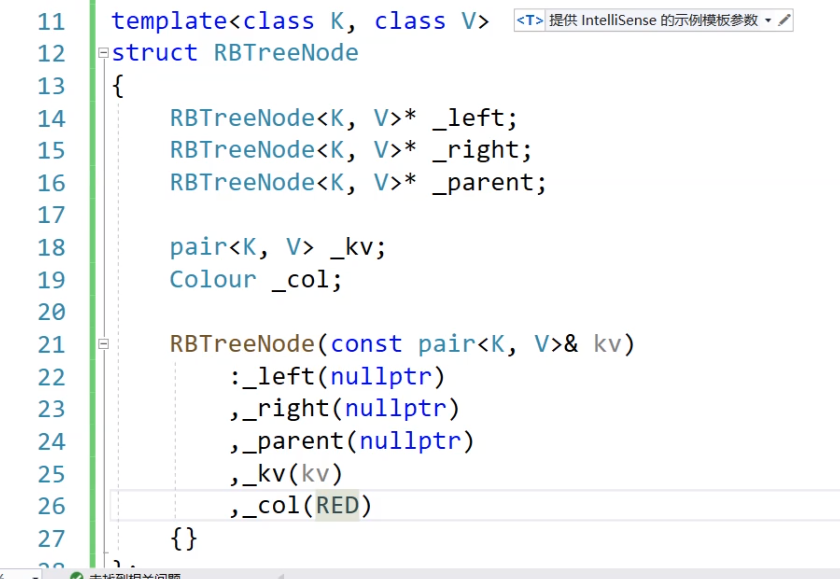 11 template<class K, class V> <T> 提供 IntelliSense 的示例模板参数
12 struct RBTreeNode
13 {
14 RBTreeNode<K, V>* _left;
15 RBTreeNode<K, V>* _right;
16 RBTreeNode<K, V>* _parent;
17
18 pair<K, V> _kv;
19 Colour _col;
20
21 RBTreeNode(const pair<K, V>& kv)
22 :_left(nullptr)
23 ,_right(nullptr)
24 ,_parent(nullptr)
25 ,_kv(kv)
26 ,_col(RED)
27 {}
28 };
未找到相关问题